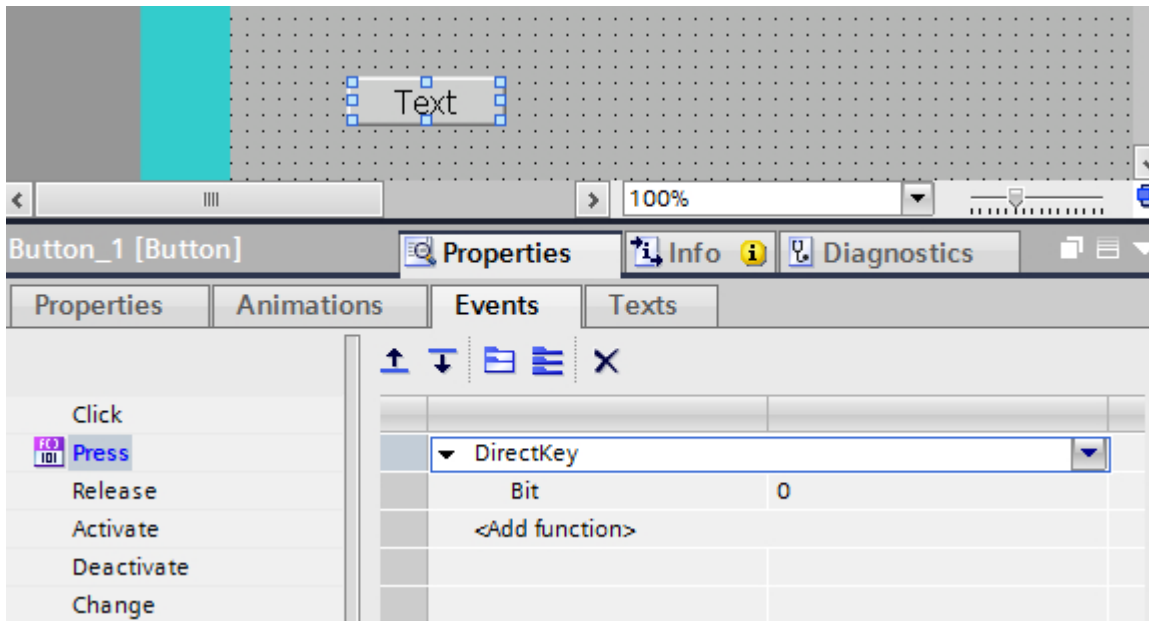 Text
100%
Button_1 [Button]
Properties
Info
Diagnostics
Properties
Animations
Events
Texts
Click
Press
Release
Activate
Deactivate
Change
DirectKey
Bit 0
<Add function>